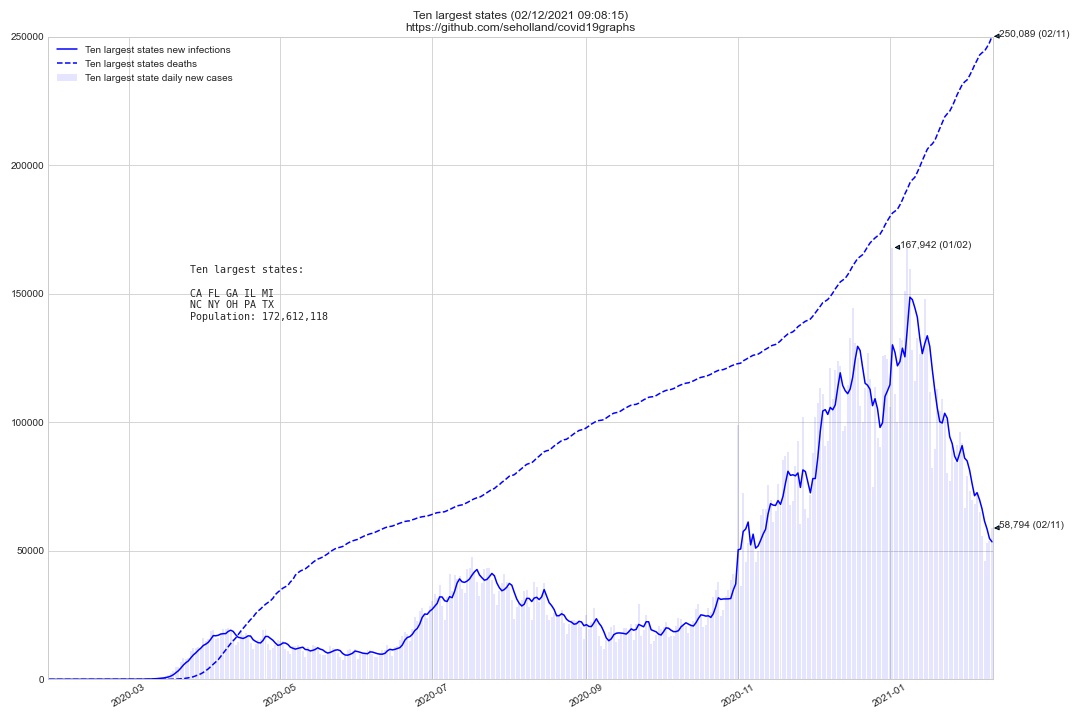 Ten largest states (02/12/2021 09:08:15)
https://github.com/seholland/covid19graphs
250000
200000
150000
100000
50000
0
Ten largest states new infections
Ten largest states deaths
Ten largest state daily new cases
250,089 (02/11)
167,942 (01/02)
58,794 (02/11)
Ten largest states:
CA FL GA IL MI
NC NY OH PA TX
Population: 172,612,118
2020-03
2020-05
2020-07
2020-09
2020-11
2021-01